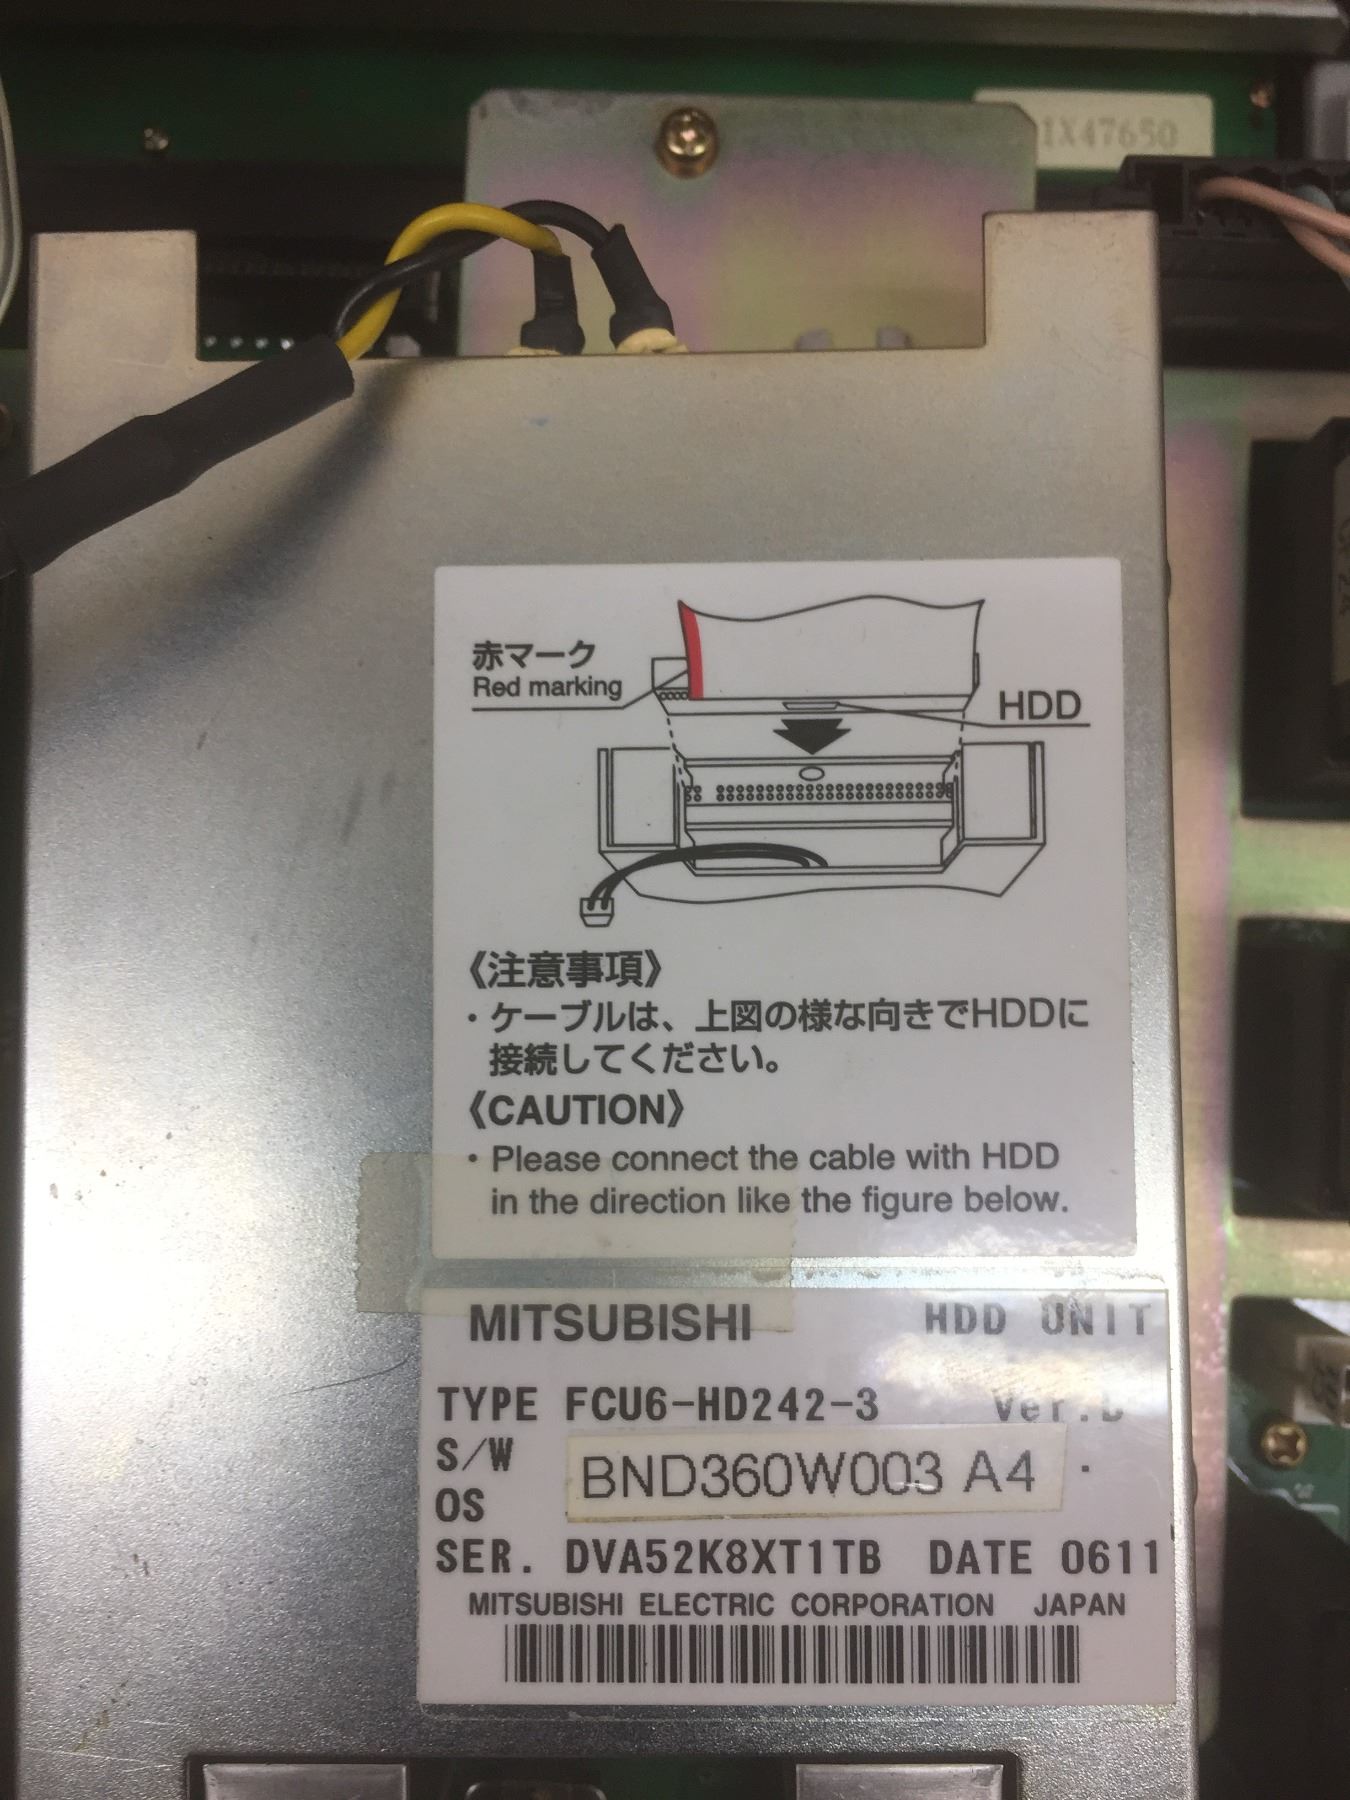 1X47650
赤マーク
Red marking
HDD
《注意事項》
・ケーブルは、上図の様な向きでHDDに
接続してください。
《CAUTION》
・Please connect the cable with HDD
in the direction like the figure below.
MITSUBISHI HDD UNIT
TYPE FCU6-HD242-3 Ver.
S/W
BND360W003 A4
OS
SER. DVA52K8XT1TB DATE 0611
MITSUBISHI ELECTRIC CORPORATION JAPAN